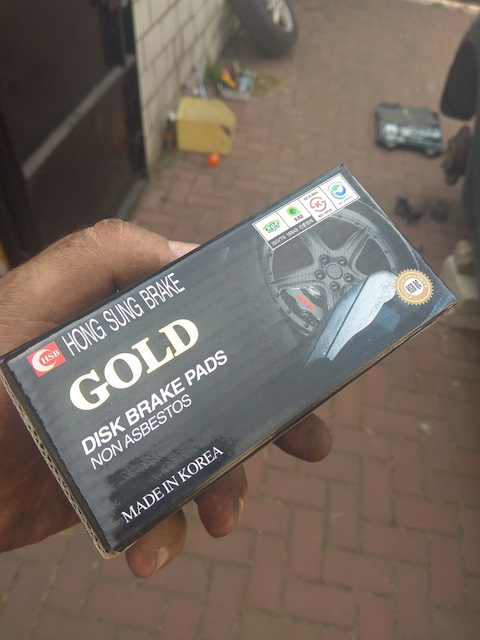 HSB
HONG SUNG BRAKE
GOLD
DISK BRAKE PADS
NON ASBESTOS
MADE IN KOREA